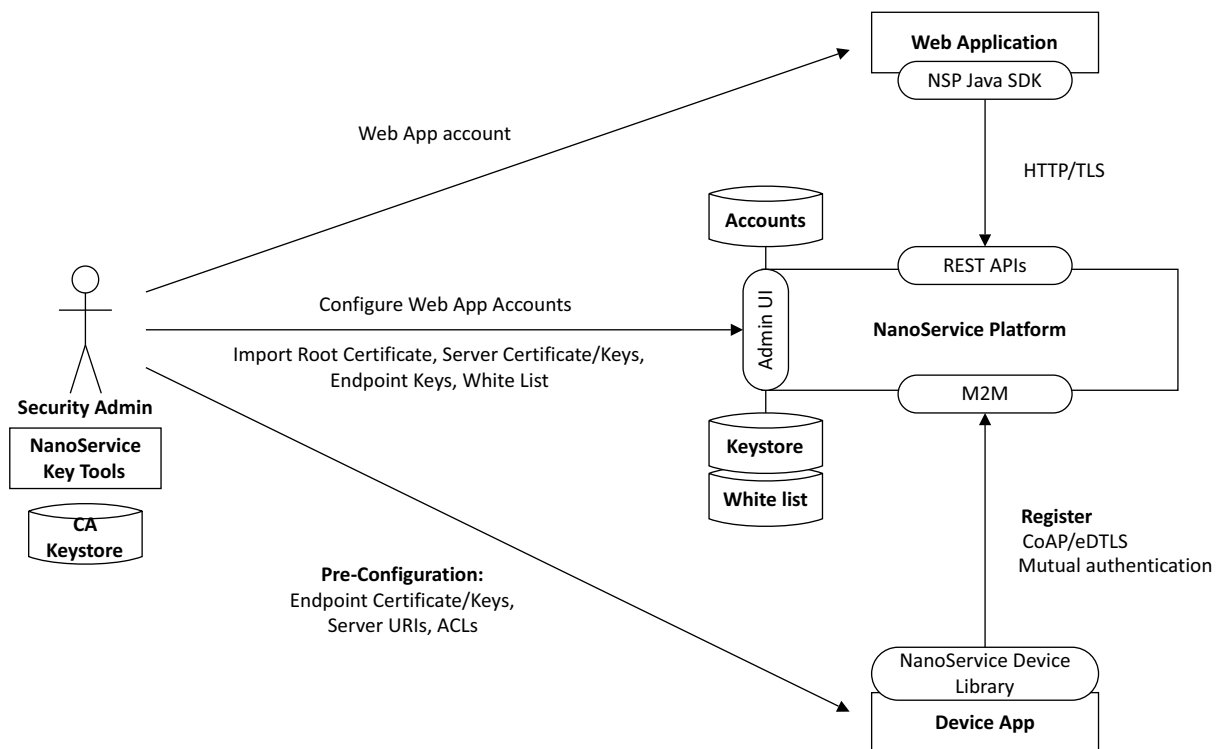 Web Application
NSP Java SDK
Web App account
HTTP/TLS
Accounts
REST APIs
Configure Web App Accounts
Admin UI
NanoService Platform
Import Root Certificate, Server Certificate/Keys,
Endpoint Keys, White List
M2M
Security Admin
NanoService
Key Tools
Keystore
White list
CA
Keystore
Register
CoAP/eDTLS
Mutual authentication
Pre-Configuration:
Endpoint Certificate/Keys,
Server URIs, ACLs
NanoService Device
Library
Device App